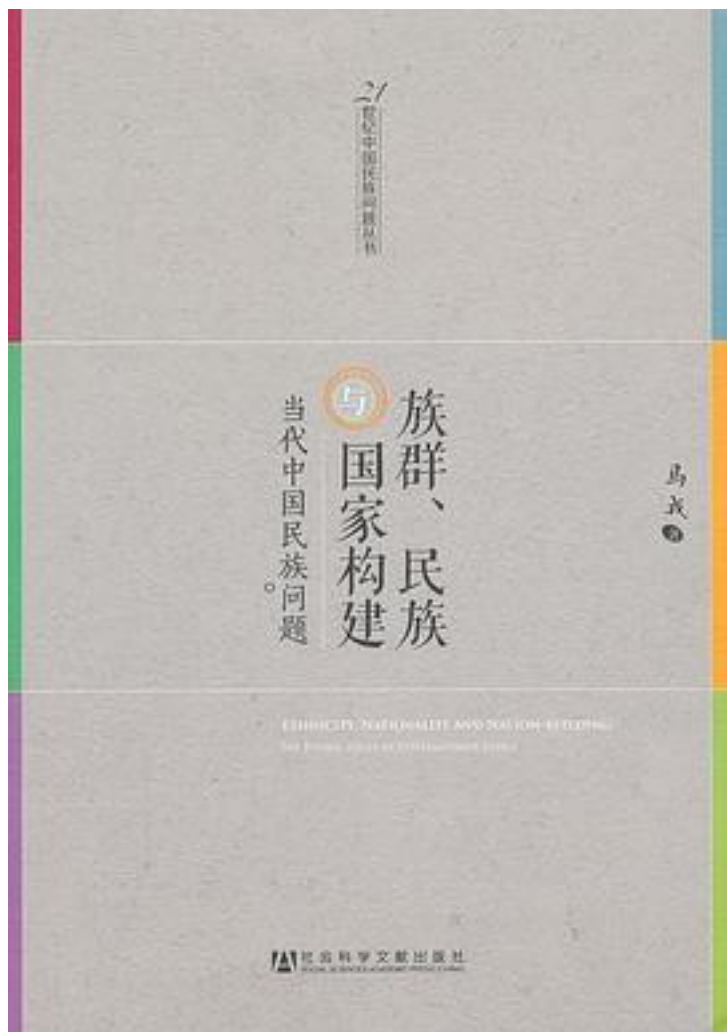 21世纪中国民族问题丛书
族群、民族
与国家构建
当代中国民族问题
马戎 著
ETHNICITY, NATIONALITY AND NATION-BUILDING:
社会科学文献出版社
SOCIAL SCIENCES ACADEMIC PRESS (CHINA)